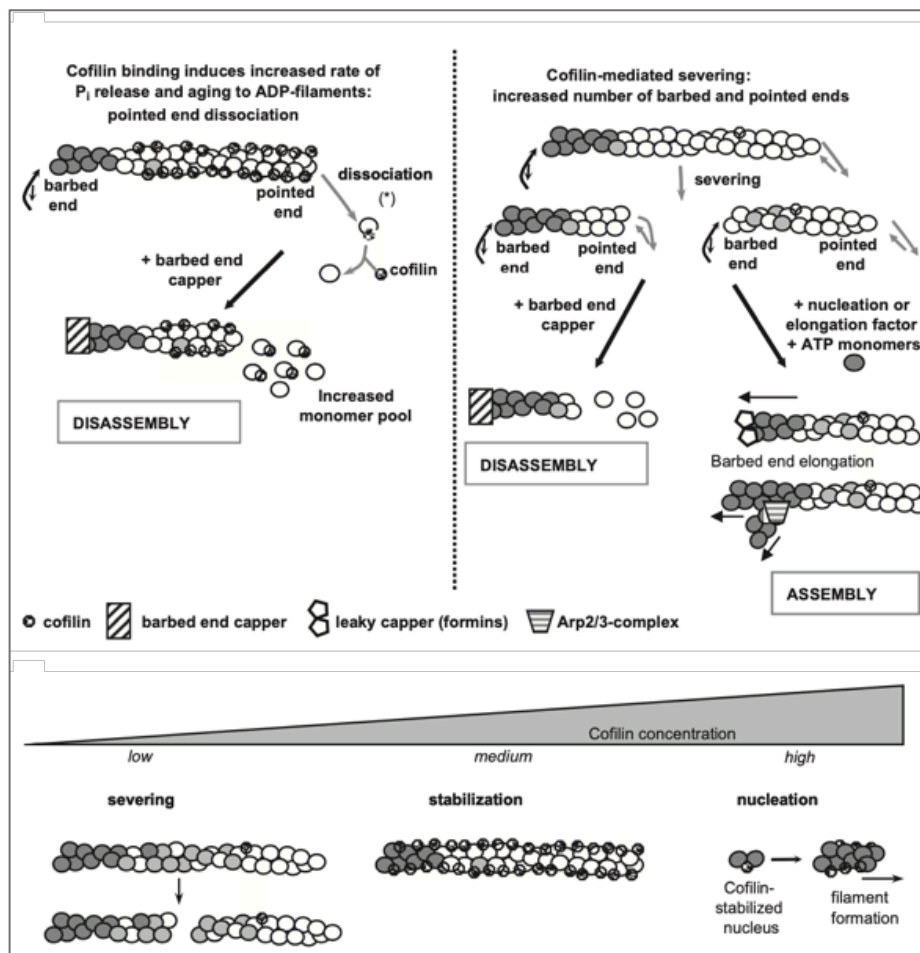 Cofilin binding induces increased rate of
Pi release and aging to ADP-filaments:
pointed end dissociation
barbed
end
pointed
end
dissociation
(*)
cofilin
+ barbed end
capper
Increased
monomer pool
DISASSEMBLY
Cofilin-mediated severing:
increased number of barbed and pointed ends
severing
barbed
end
pointed
end
barbed
end
pointed
end
+ barbed end
capper
+ nucleation or
elongation factor
+ ATP monomers
DISASSEMBLY
Barbed end elongation
ASSEMBLY
cofilin
barbed end capper
leaky capper (formins)
Arp2/3-complex
Cofilin concentration
low
medium
high
severing
stabilization
nucleation
Cofilin-
stabilized
nucleus
filament
formation